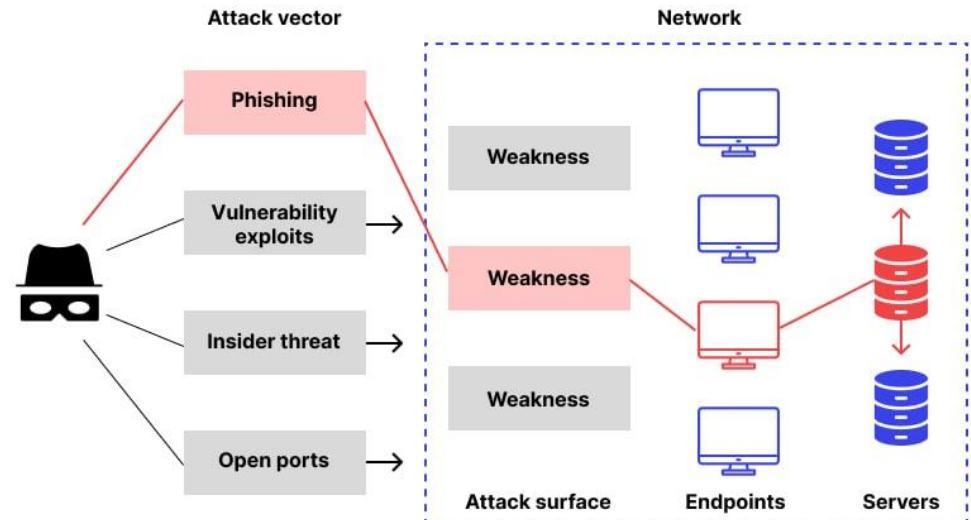 Attack vector
Network
Phishing
Vulnerability
exploits
Insider threat
Open ports
Weakness
Weakness
Weakness
Attack surface
Endpoints
Servers